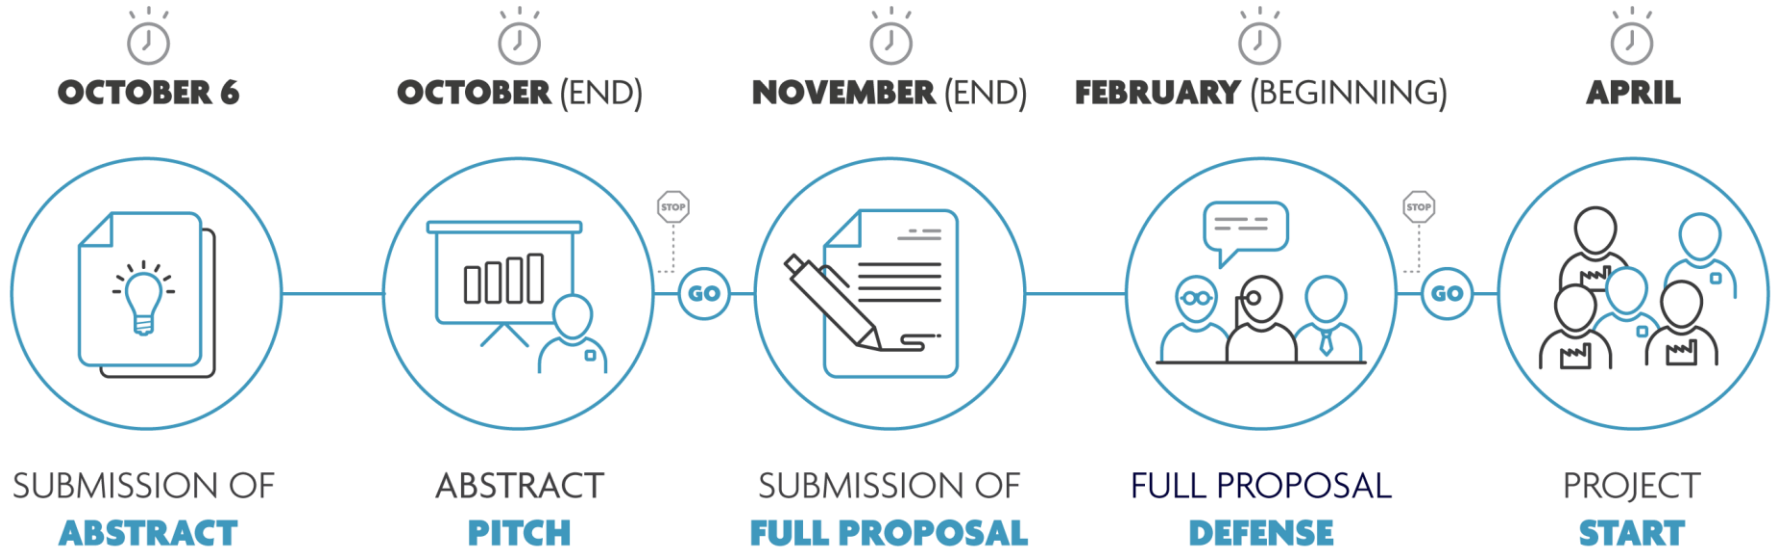 OCTOBER 6
OCTOBER (END)
NOVEMBER (END)
FEBRUARY (BEGINNING)
APRIL
STOP
GO
STOP
GO
SUBMISSION OF
ABSTRACT
ABSTRACT
PITCH
SUBMISSION OF
FULL PROPOSAL
FULL PROPOSAL
DEFENSE
PROJECT
START